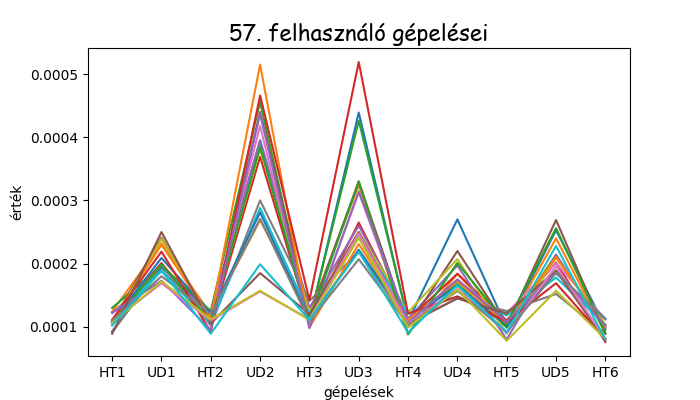 57. felhasználó gépelései
0.0005
0.0004
0.0003
0.0002
0.0001
érték
HT1 UD1 HT2 UD2 HT3 UD3 HT4 UD4 HT5 UD5 HT6
gépelések